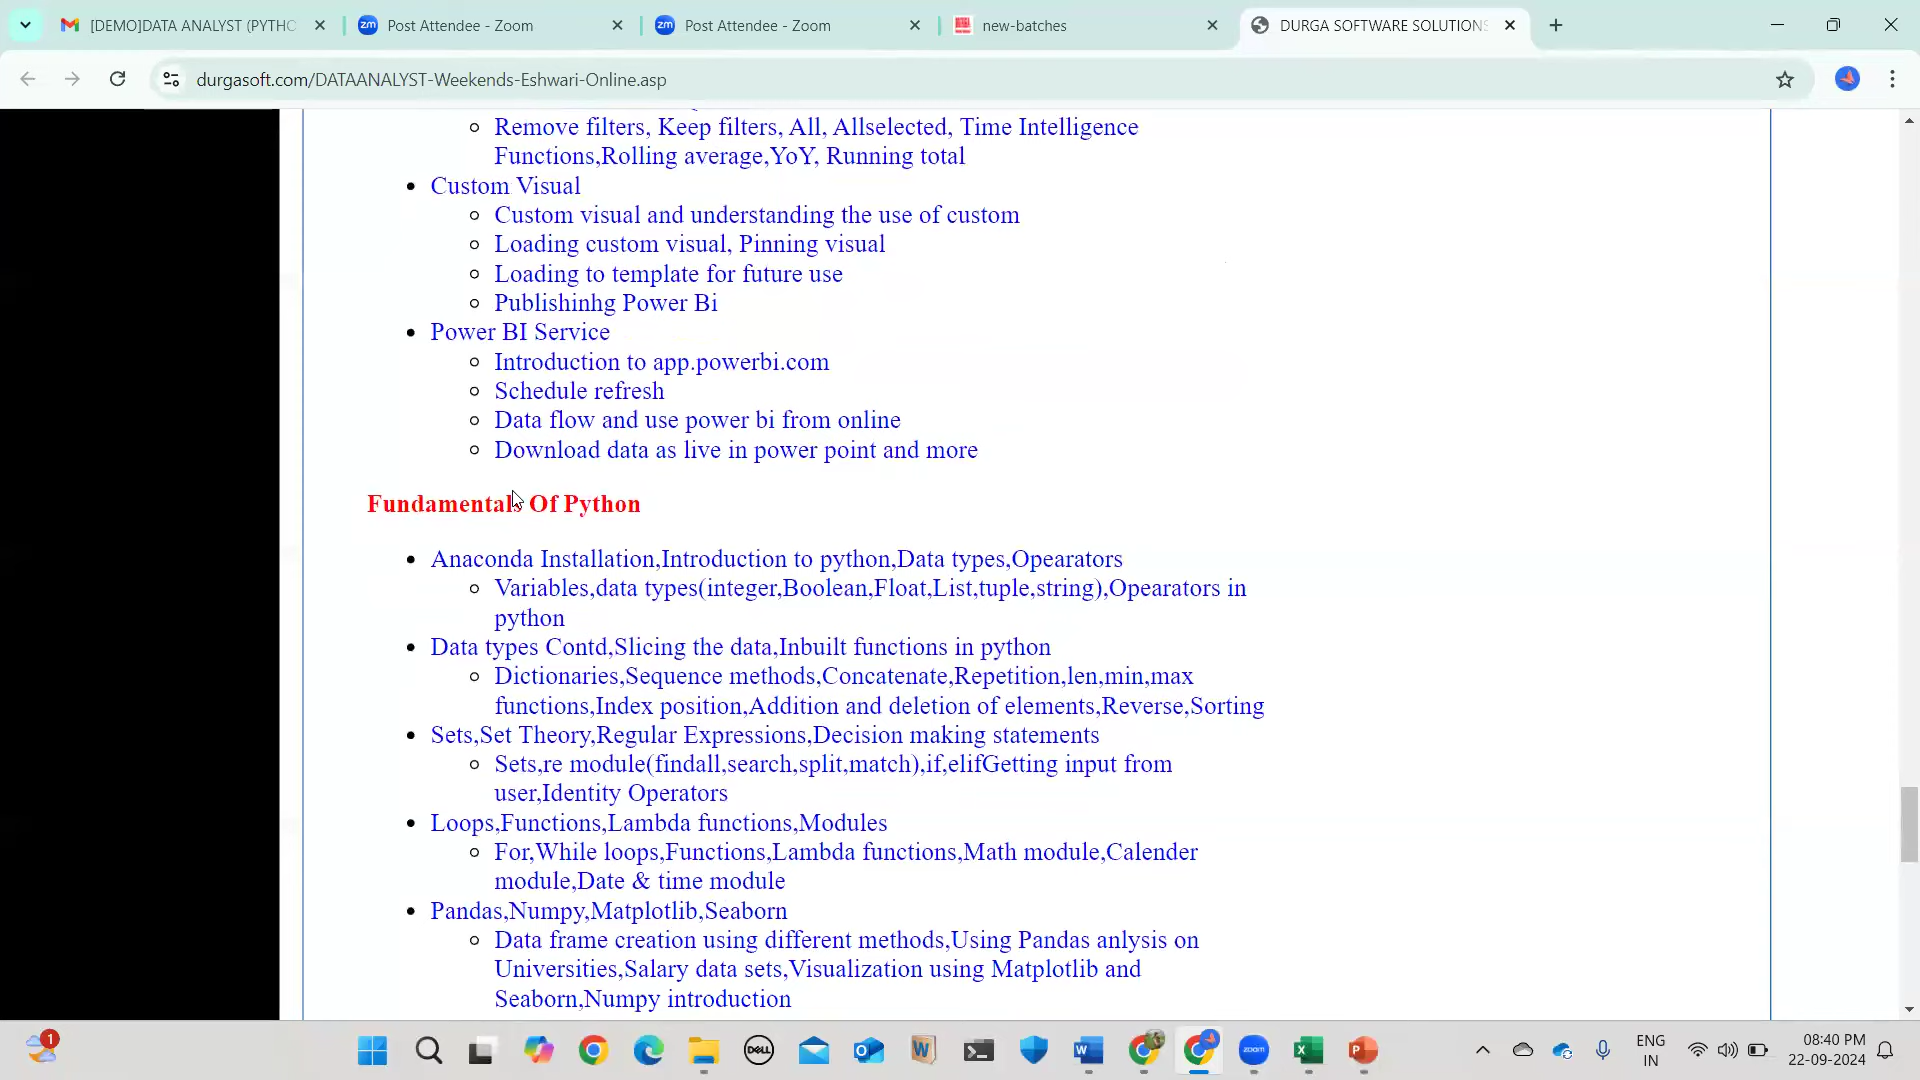 [DEMO]DATA ANALYST (PYTHC
Post Attendee - Zoom
Post Attendee - Zoom
new-batches
DURGA SOFTWARE SOLUTIONS
durgasoft.com/DATAANALYST-Weekends-Eshwari-Online.asp
Remove filters, Keep filters, All, Allselected, Time Intelligence
Functions,Rolling average,YoY, Running total
Custom Visual
Custom visual and understanding the use of custom
Loading custom visual, Pinning visual
Loading to template for future use
Publishinhg Power Bi
Power BI Service
Introduction to app.powerbi.com
Schedule refresh
Data flow and use power bi from online
Download data as live in power point and more
Fundamentals Of Python
Anaconda Installation,Introduction to python,Data types,Opearators
Variables,data types(integer,Boolean,Float,List,tuple,string),Opearators in
python
Data types Contd,Slicing the data,Inbuilt functions in python
Dictionaries,Sequence methods,Concatenate,Repetition,len,min,max
functions,Index position,Addition and deletion of elements,Reverse,Sorting
Sets,Set Theory,Regular Expressions,Decision making statements
Sets,re module(findall,search,split,match),if,elifGetting input from
user,Identity Operators
Loops,Functions,Lambda functions,Modules
For,While loops,Functions,Lambda functions,Math module,Calender
module,Date & time module
Pandas,Numpy,Matplotlib,Seaborn
Data frame creation using different methods,Using Pandas anlysis on
Universities,Salary data sets,Visualization using Matplotlib and
Seaborn,Numpy introduction
1
DELL
zoom
ENG
IN
08:40 PM
22-09-2024